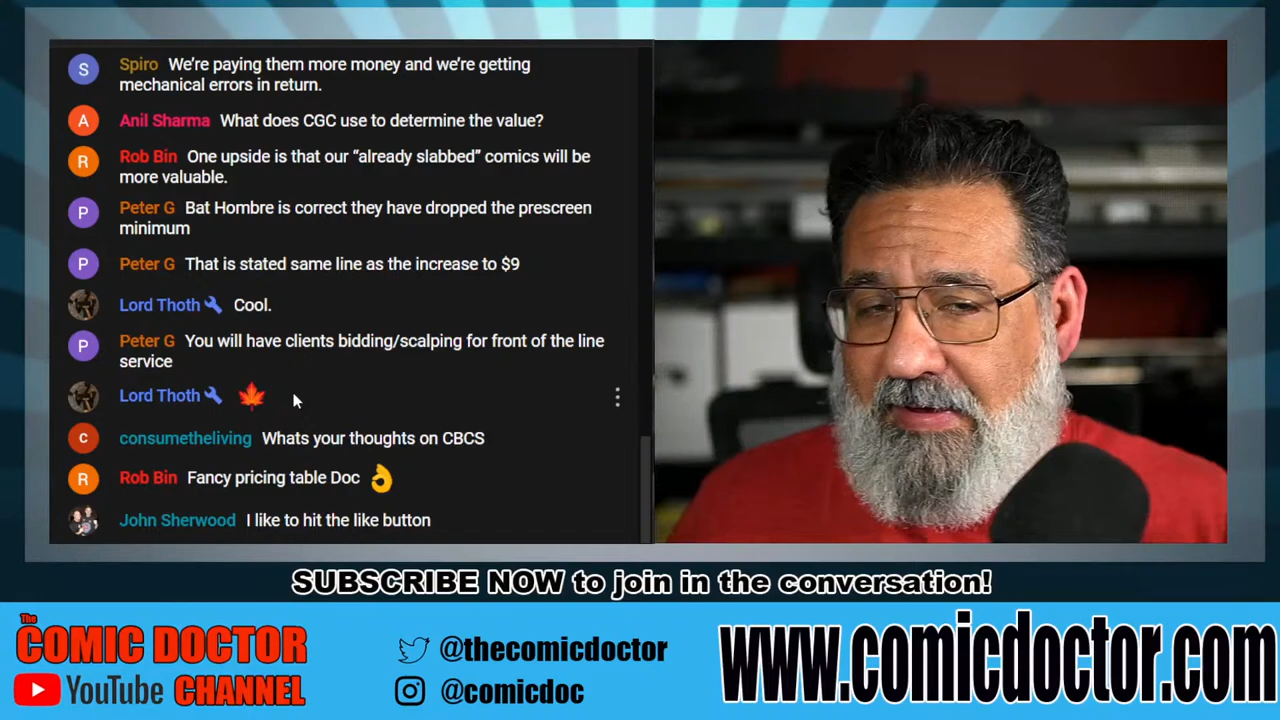 S Spiro We're paying them more money and we're getting
mechanical errors in return.
A Anil Sharma What does CGC use to determine the value?
R Rob Bin One upside is that our “already slabbed” comics will be
more valuable.
P Peter G Bat Hombre is correct they have dropped the prescreen
minimum
P Peter G That is stated same line as the increase to $9
Lord Thoth Cool.
P Peter G You will have clients bidding/scalping for front of the line
service
Lord Thoth 🍁
c consumetheliving Whats your thoughts on CBCS
R Rob Bin Fancy pricing table Doc 👌
John Sherwood I like to hit the like button
SUBSCRIBE NOW to join in the conversation!
The
COMIC DOCTOR
YouTube CHANNEL
@thecomicdoctor
@comicdoc
www.comicdoctor.com